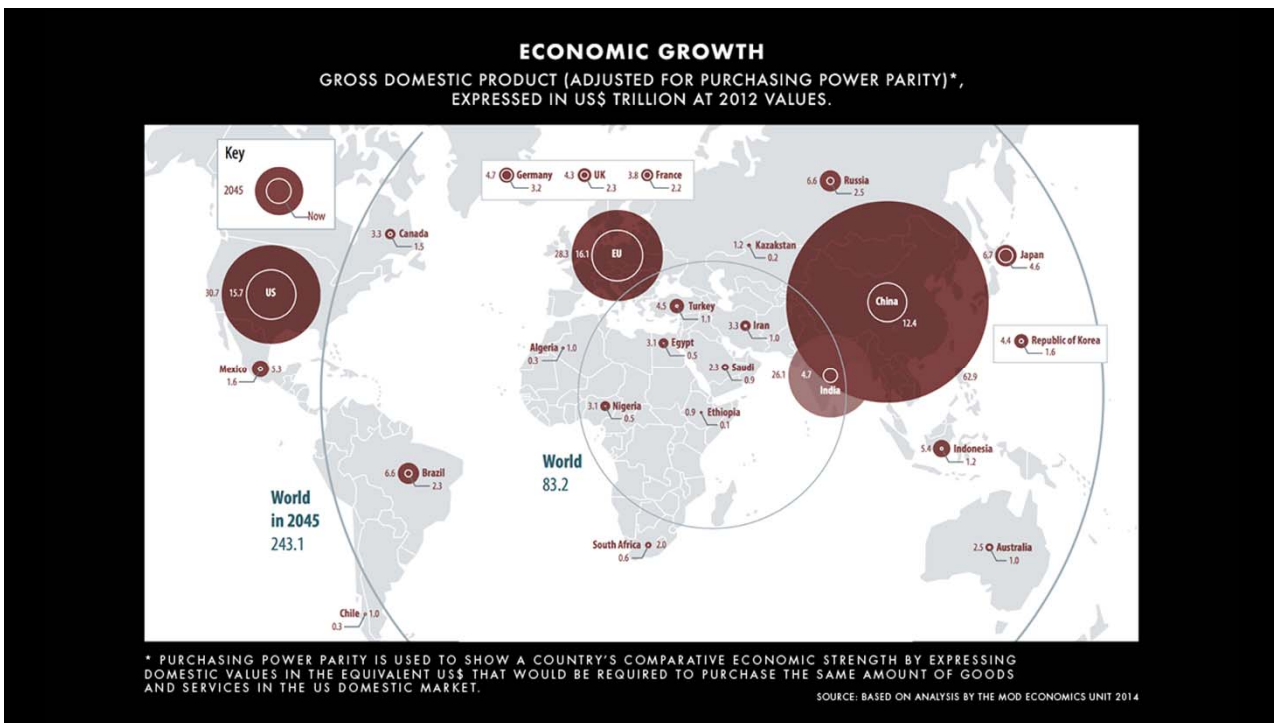 ECONOMIC GROWTH
GROSS DOMESTIC PRODUCT (ADJUSTED FOR PURCHASING POWER PARITY)*,
EXPRESSED IN US$ TRILLION AT 2012 VALUES.
Key
2045
Now
4.7 Germany
3.2
4.3 UK
2.3
3.8 France
2.2
6.6 Russia
2.5
3.3 Canada
1.5
28.3 16.1 EU
1.2 Kazakstan
0.2
6.7 Japan
4.6
30.7 15.7 US
China
12.4
62.9
4.5 Turkey
1.1
3.3 Iran
1.0
4.4 Republic of Korea
1.6
Algeria 1.0
0.3
3.1 Egypt
0.5
Mexico 5.3
1.6
2.3 Saudi
0.9
26.1 4.7
India
3.1 Nigeria
0.5
0.9 Ethiopia
0.1
5.4 Indonesia
1.2
6.6 Brazil
2.3
World
83.2
World
in 2045
243.1
South Africa 2.0
0.6
2.5 Australia
1.0
Chile 1.0
0.3
* PURCHASING POWER PARITY IS USED TO SHOW A COUNTRY'S COMPARATIVE ECONOMIC STRENGTH BY EXPRESSING
DOMESTIC VALUES IN THE EQUIVALENT US$ THAT WOULD BE REQUIRED TO PURCHASE THE SAME AMOUNT OF GOODS
AND SERVICES IN THE US DOMESTIC MARKET.
SOURCE: BASED ON ANALYSIS BY THE MOD ECONOMICS UNIT 2014